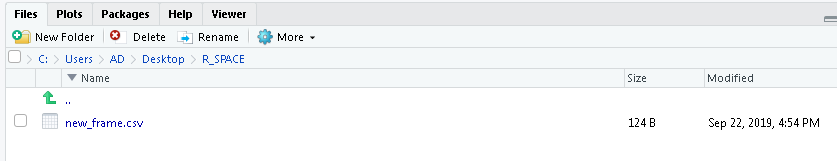 Files Plots Packages Help Viewer
New Folder Delete Rename More
C: Users AD Desktop R_SPACE
Name Size Modified
..
new_frame.csv 124 B Sep 22, 2019, 4:54 PM